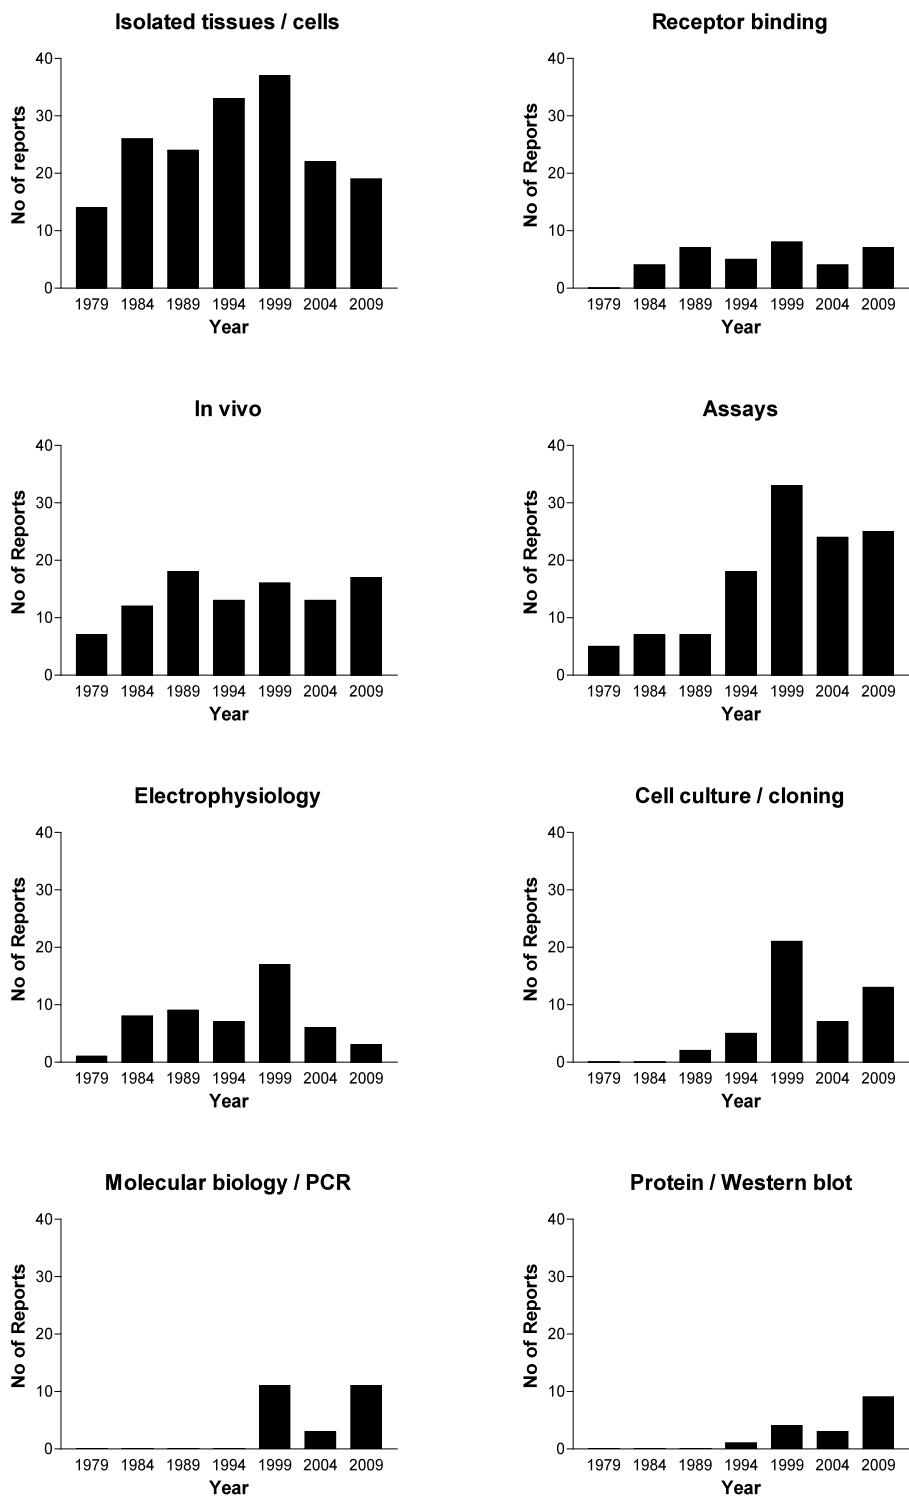 Isolated tissues / cells
No of reports
40
30
20
10
0
1979 1984 1989 1994 1999 2004 2009
Year
Receptor binding
No of Reports
40
30
20
10
0
1979 1984 1989 1994 1999 2004 2009
Year
In vivo
No of Reports
40
30
20
10
0
1979 1984 1989 1994 1999 2004 2009
Year
Assays
No of Reports
40
30
20
10
0
1979 1984 1989 1994 1999 2004 2009
Year
Electrophysiology
No of Reports
40
30
20
10
0
1979 1984 1989 1994 1999 2004 2009
Year
Cell culture / cloning
No of Reports
40
30
20
10
0
1979 1984 1989 1994 1999 2004 2009
Year
Molecular biology / PCR
No of Reports
40
30
20
10
0
1979 1984 1989 1994 1999 2004 2009
Year
Protein / Western blot
No of Reports
40
30
20
10
0
1979 1984 1989 1994 1999 2004 2009
Year